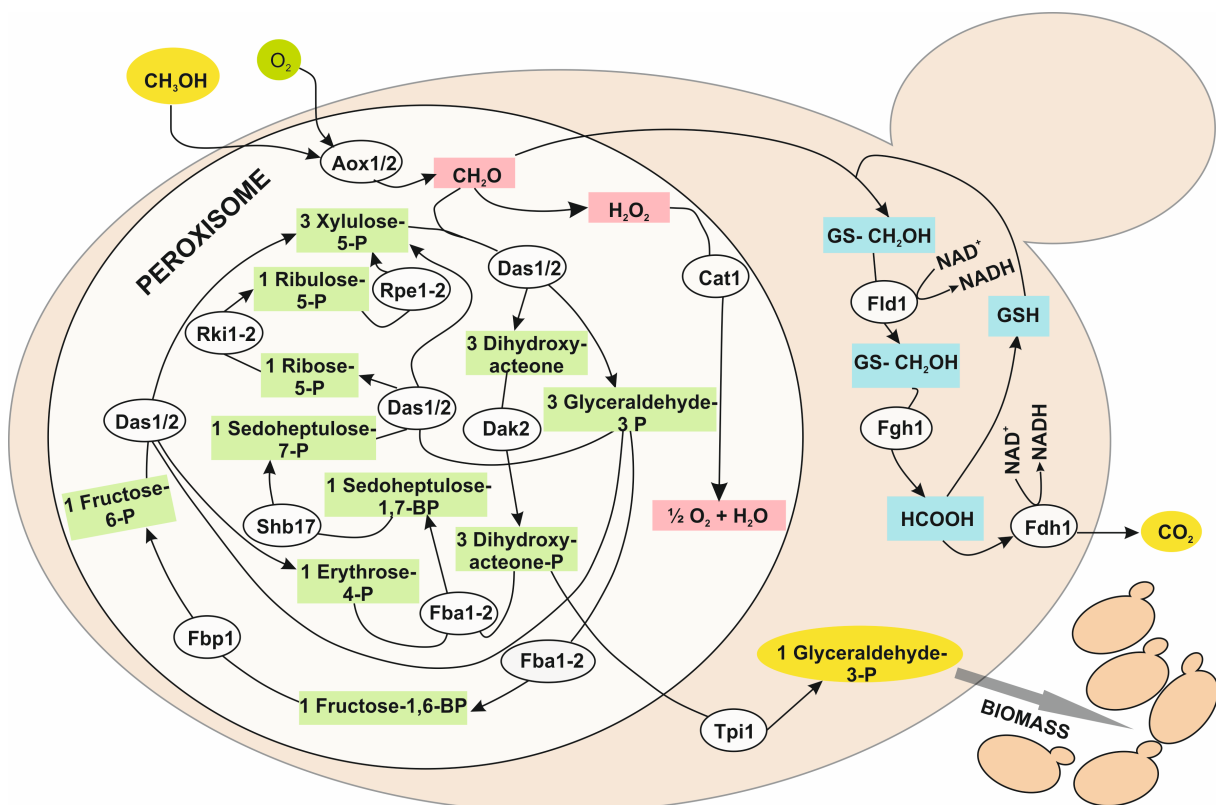 CH₃OH
O₂
Aox1/2
PEROXISOME
CH₂O
H₂O₂
3 Xylulose-
5-P
Das1/2
Cat1
1 Ribulose-
5-P
Rpe1-2
Rki1-2
3 Dihydroxy-
acteone
1 Ribose-
5-P
Das1/2
Das1/2
3 Glyceraldehyde-
3 P
Dak2
1 Sedoheptulose-
7-P
1 Sedoheptulose-
1,7-BP
1 Fructose-
6-P
Shb17
½ O₂ + H₂O
3 Dihydroxy-
acteone-P
1 Erythrose-
4-P
Fba1-2
Fbp1
Fba1-2
1 Fructose-1,6-BP
Tpi1
1 Glyceraldehyde-
3-P
BIOMASS
GS- CH₂OH
NAD⁺
NADH
Fld1
GSH
GS- CH₂OH
Fgh1
NAD⁺
NADH
HCOOH
Fdh1
CO₂